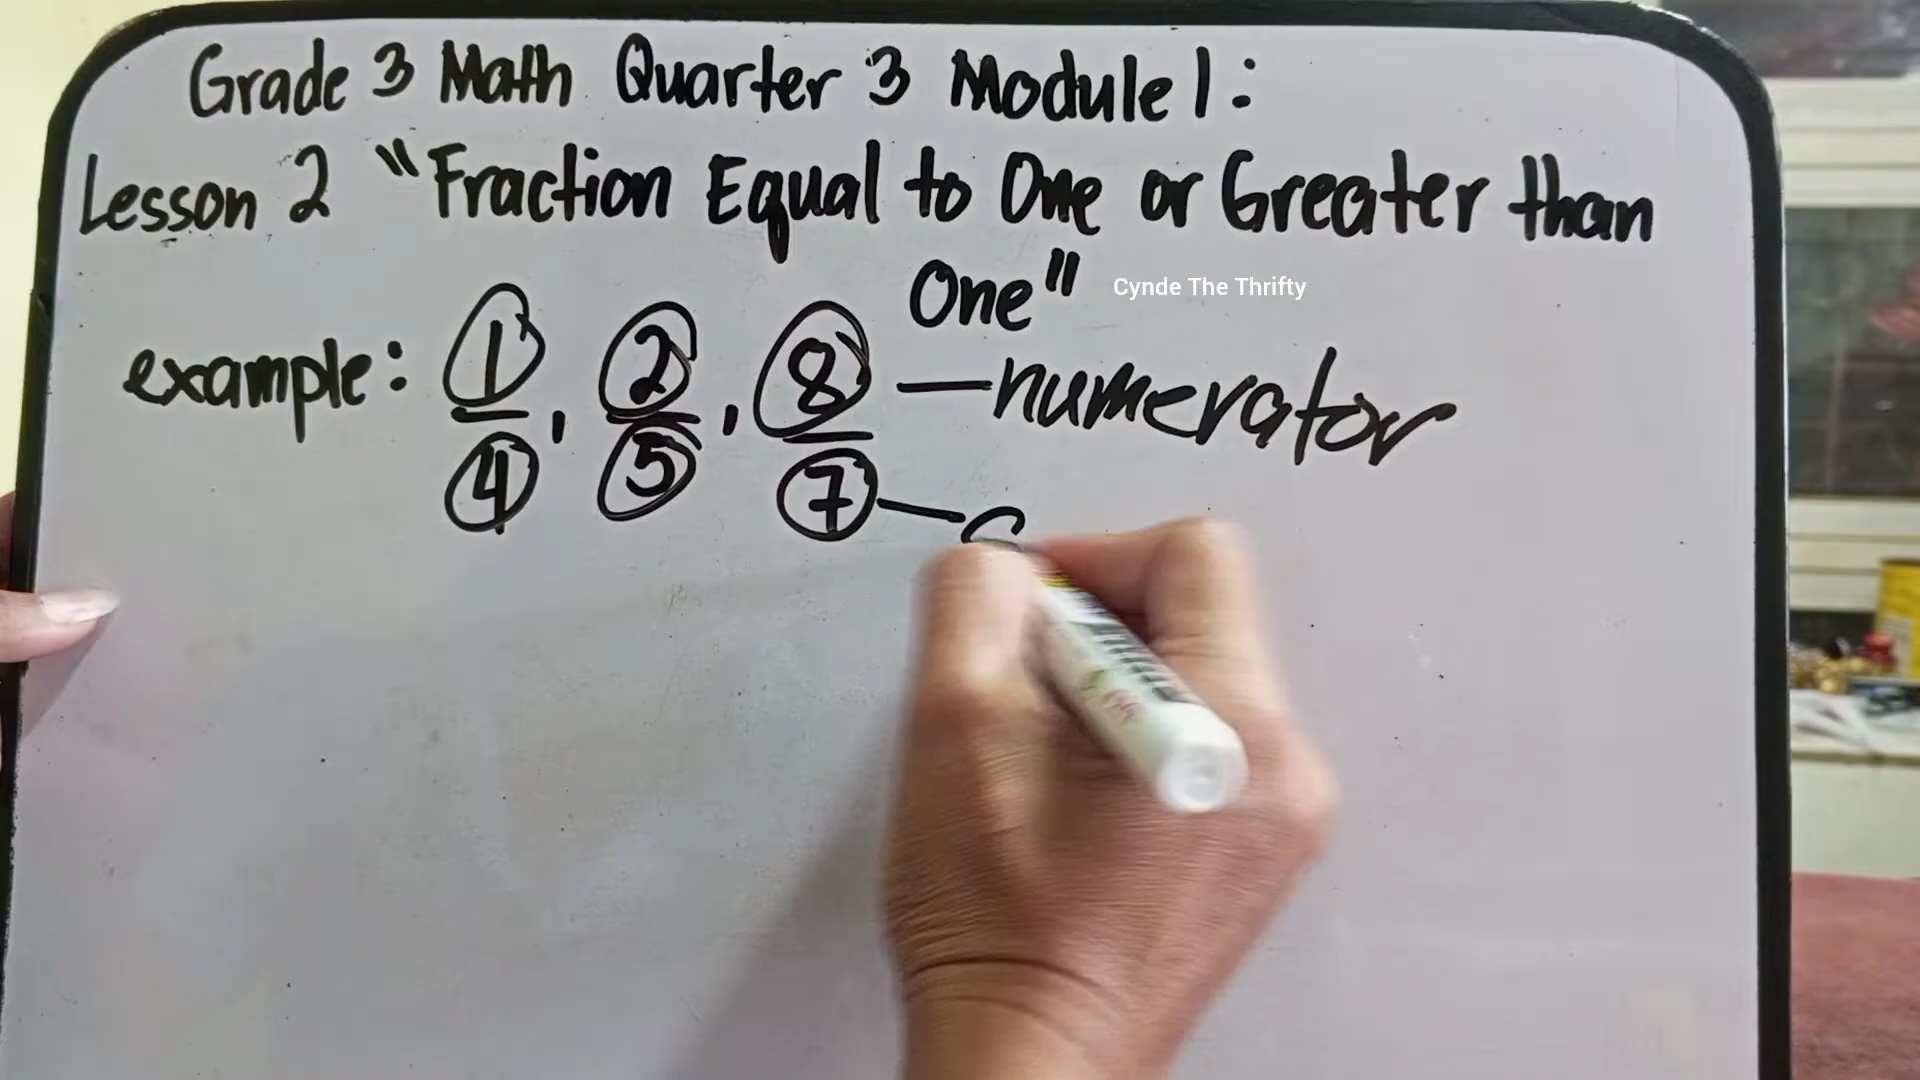 Grade 3 Math Quarter 3 Module 1:
Lesson 2 "Fraction Equal to One or Greater than
One"
Cynde The Thrifty
example: 1/4, 2/5, 8/7 — numerator